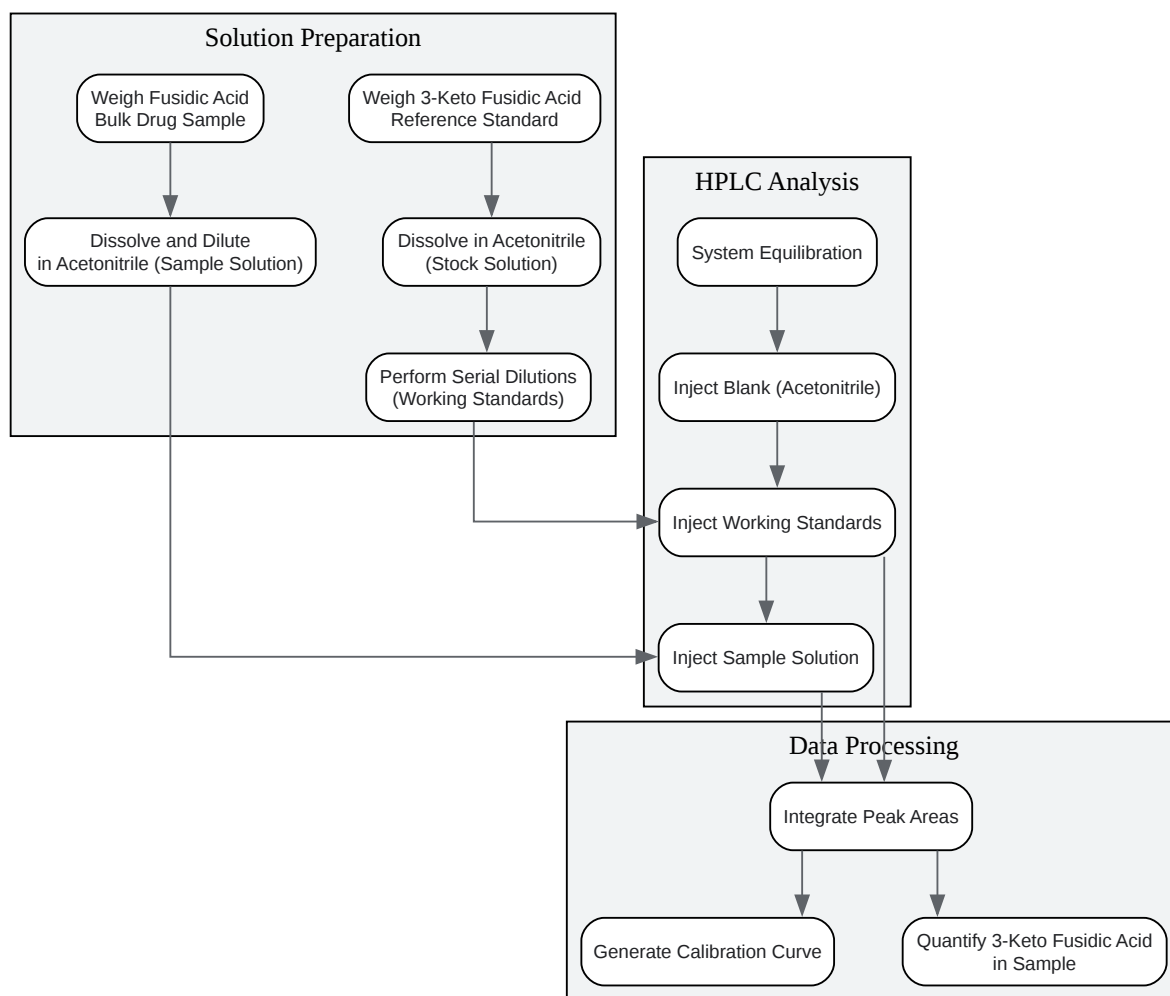 Solution Preparation
Weigh Fusidic Acid
Bulk Drug Sample
Weigh 3-Keto Fusidic Acid
Reference Standard
Dissolve and Dilute
in Acetonitrile (Sample Solution)
Dissolve in Acetonitrile
(Stock Solution)
Perform Serial Dilutions
(Working Standards)
HPLC Analysis
System Equilibration
Inject Blank (Acetonitrile)
Inject Working Standards
Inject Sample Solution
Data Processing
Integrate Peak Areas
Generate Calibration Curve
Quantify 3-Keto Fusidic Acid
in Sample